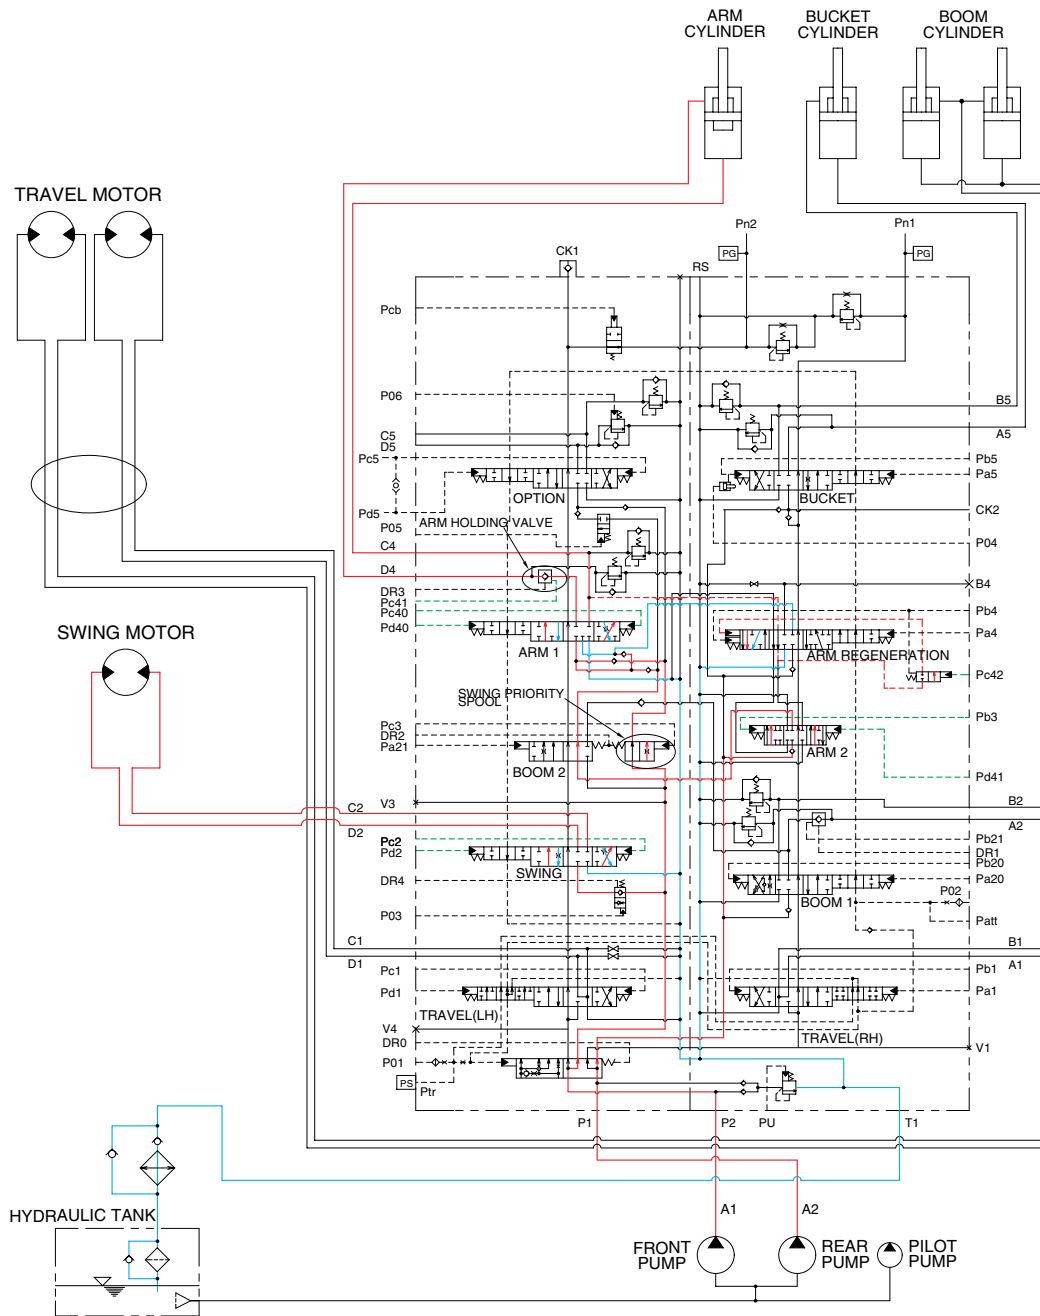 ARM
CYLINDER
BUCKET
CYLINDER
BOOM
CYLINDER
TRAVEL MOTOR
Pn2
Pn1
PG
PG
CK1
RS
Pcb
P06
C5
D5
Pc5
Pd5
P05
C4
D4
DR3
Pc41
Pc40
Pd40
OPTION
ARM HOLDING VALVE
ARM 1
SWING PRIORITY
SPOOL
B5
A5
Pb5
Pa5
BUCKET
CK2
P04
B4
Pb4
Pa4
ARM REGENERATION
Pc42
Pb3
ARM 2
Pd41
SWING MOTOR
Pc3
DR2
Pa21
BOOM 2
C2
V3
D2
Pc2
Pd2
SWING
DR4
P03
B2
A2
Pb21
DR1
Pb20
Pa20
BOOM 1
P02
Patt
C1
D1
Pc1
Pd1
TRAVEL(LH)
V4
DR0
P01
PS
Ptr
B1
A1
Pb1
Pa1
TRAVEL(RH)
V1
P1
P2
PU
T1
HYDRAULIC TANK
A1
A2
FRONT
PUMP
REAR
PUMP
PILOT
PUMP